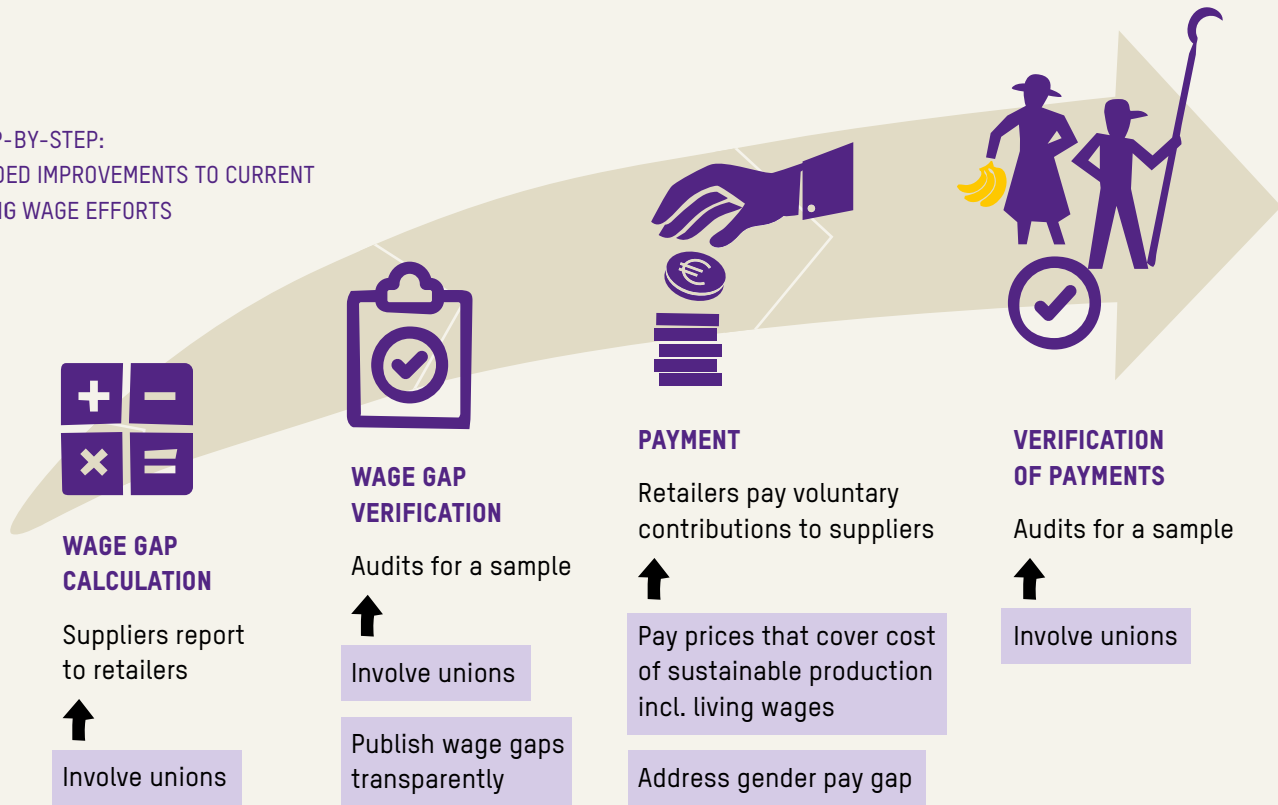 P-BY-STEP:
DED IMPROVEMENTS TO CURRENT
NG WAGE EFFORTS
WAGE GAP
CALCULATION
Suppliers report
to retailers
Involve unions
WAGE GAP
VERIFICATION
Audits for a sample
Involve unions
Publish wage gaps
transparently
PAYMENT
Retailers pay voluntary
contributions to suppliers
Pay prices that cover cost
of sustainable production
incl. living wages
Address gender pay gap
VERIFICATION
OF PAYMENTS
Audits for a sample
Involve unions